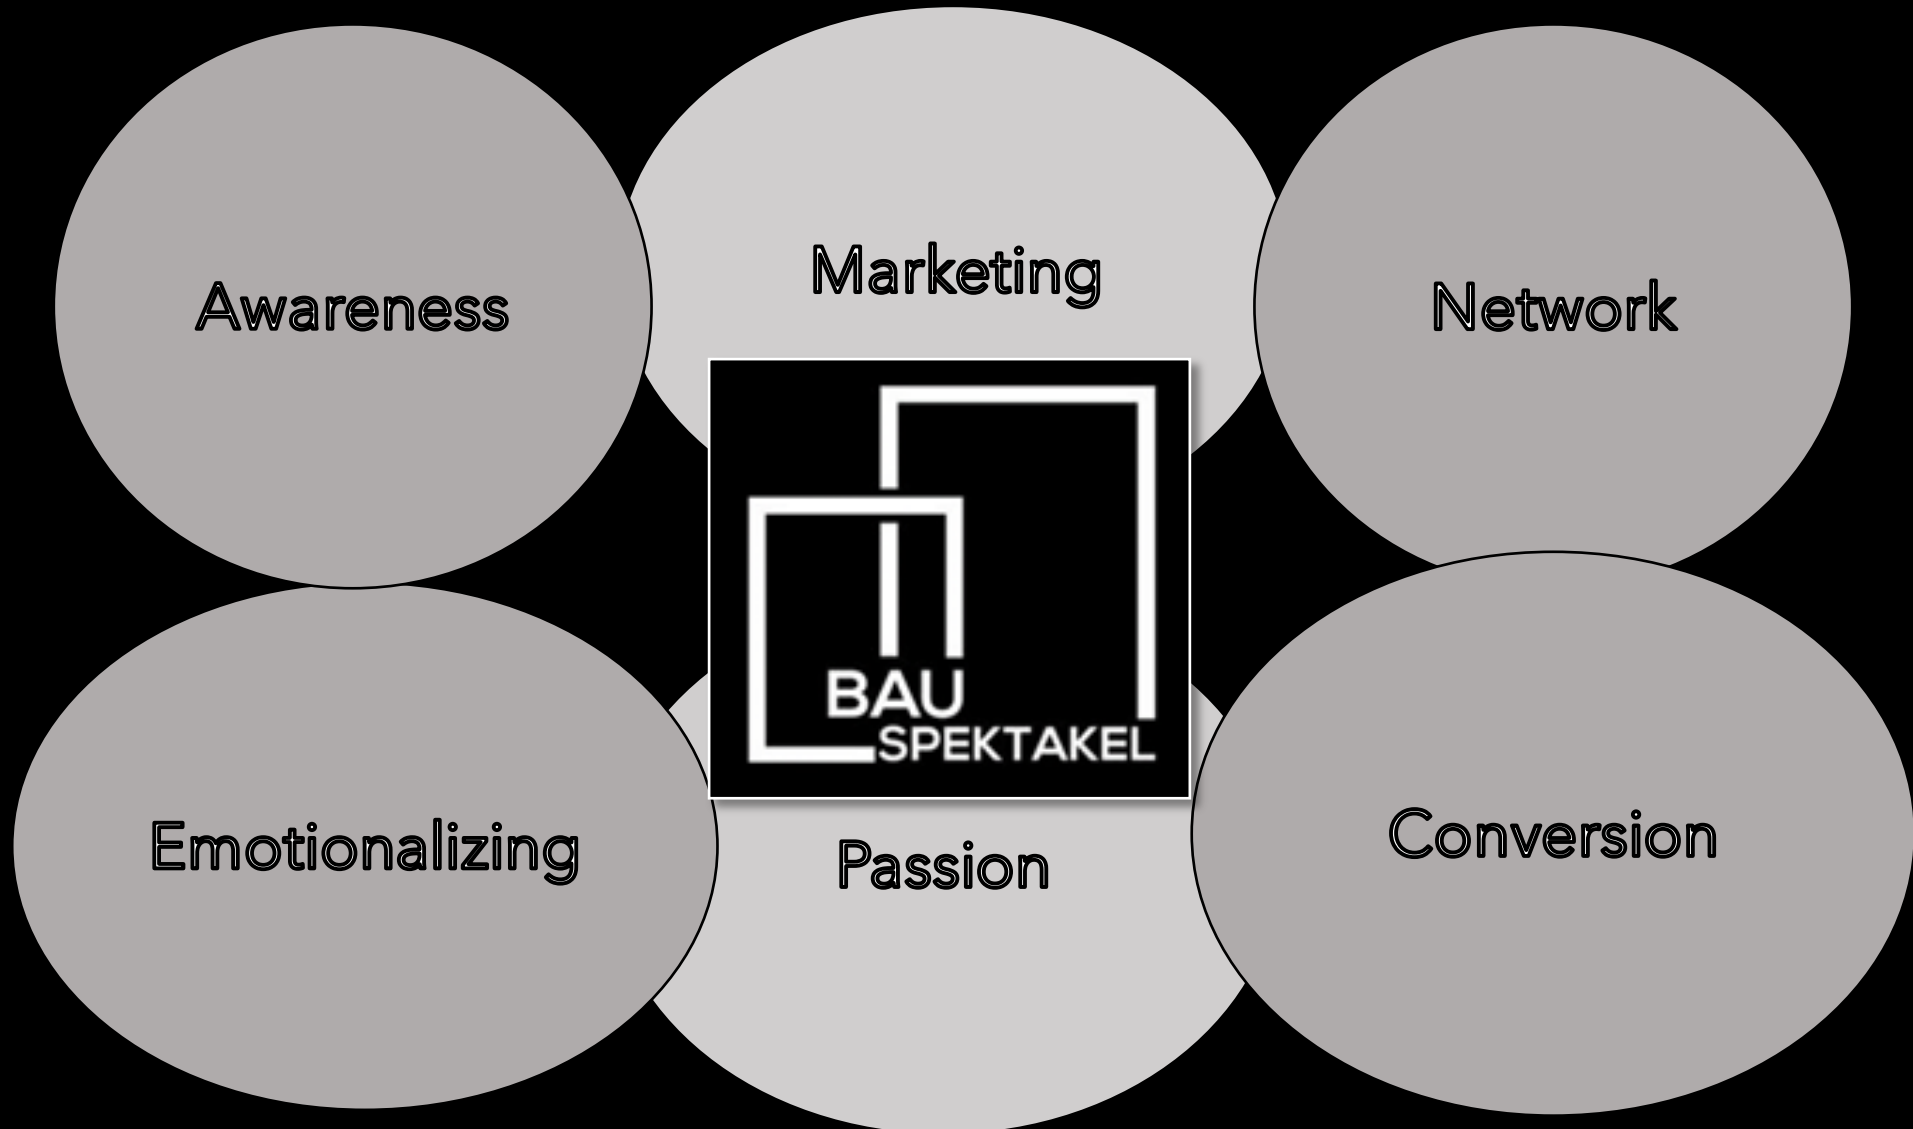 Awareness
Marketing
Network
BAU
SPEKTAKEL
Emotionalizing
Passion
Conversion